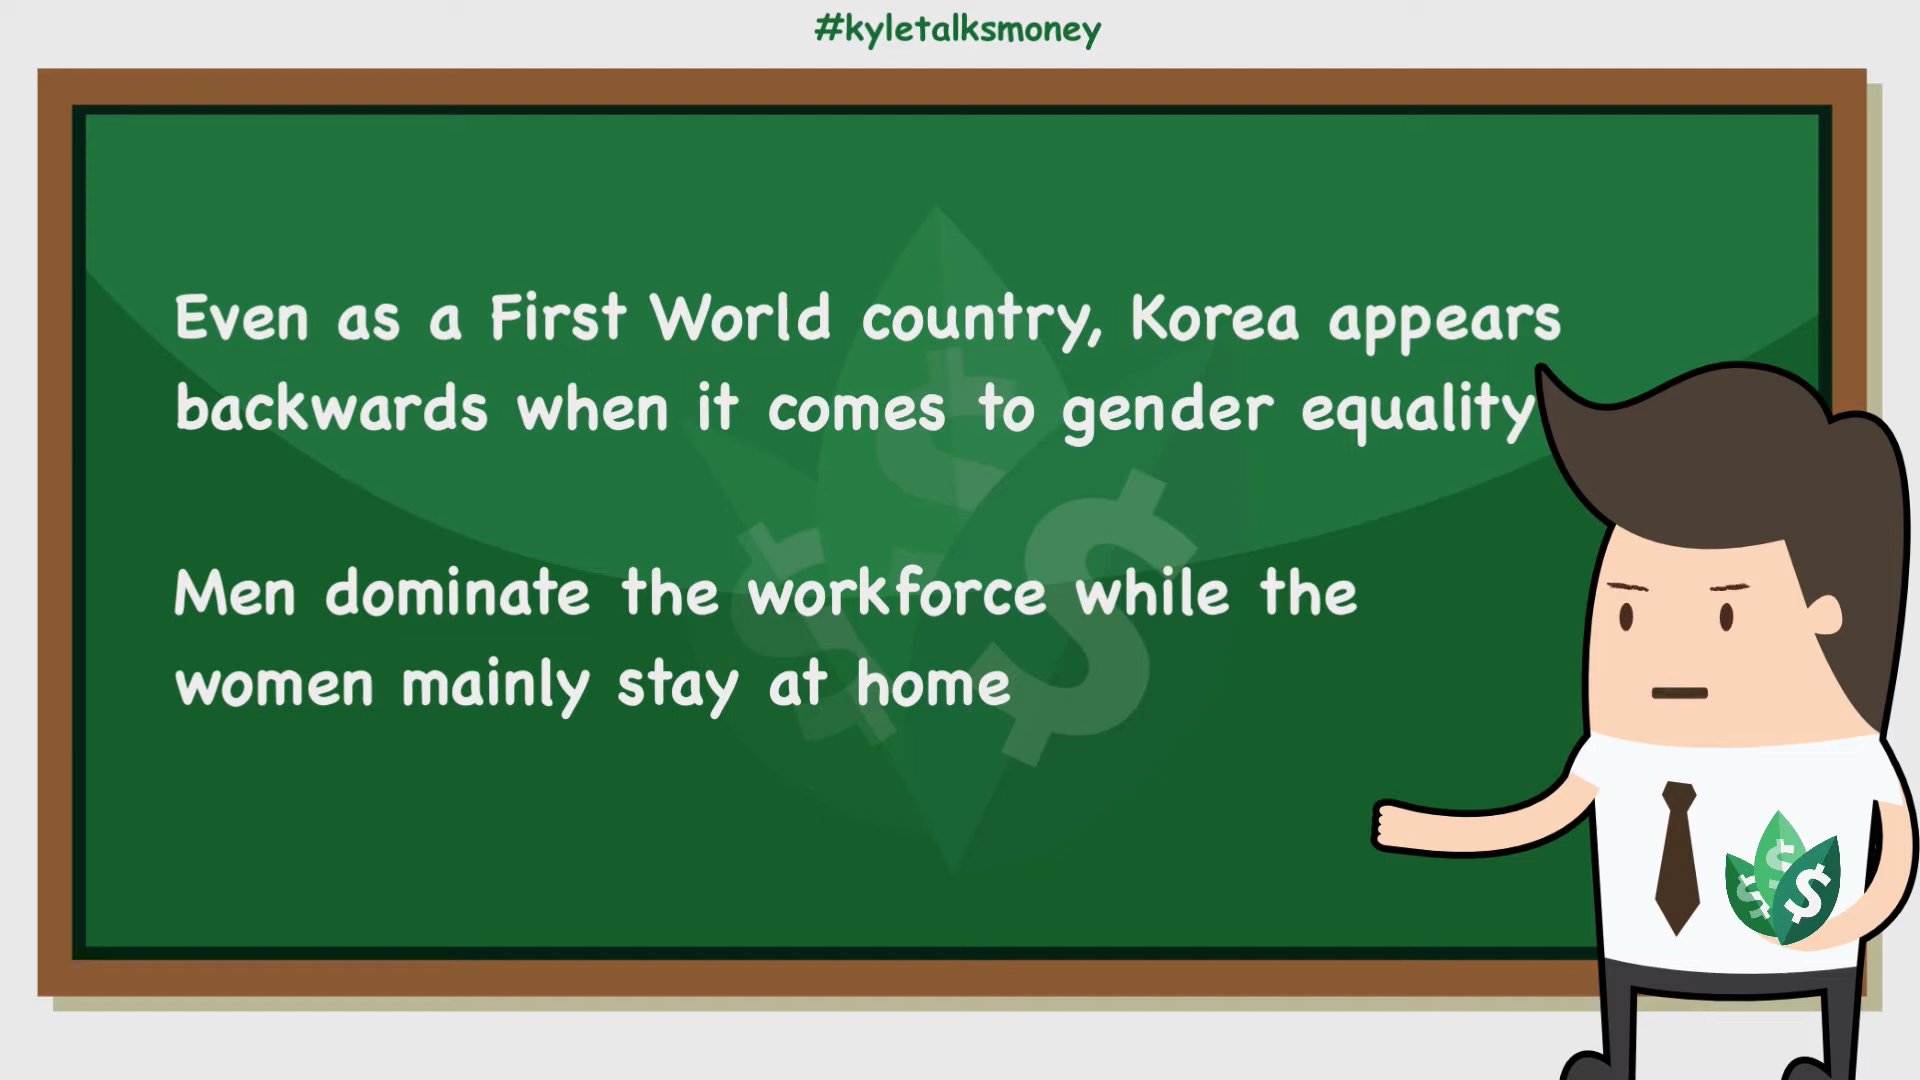 #kyletalksmoney
Even as a First World country, Korea appears
backwards when it comes to gender equality
Men dominate the workforce while the
women mainly stay at home
$
$
$
$
$
$